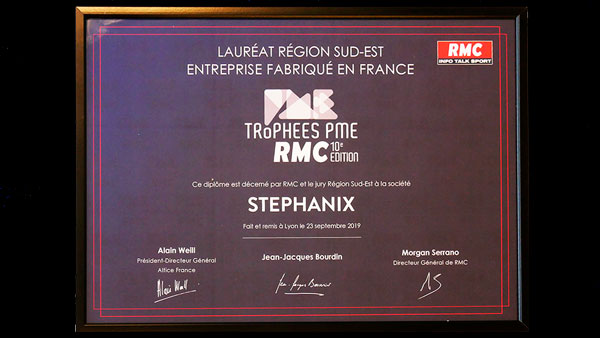 LAURÉAT RÉGION SUD-EST
ENTREPRISE FABRIQUÉ EN FRANCE
RMC
INFO TALK SPORT
PME
TROPHEES PME
RMC 10e EDITION
Ce diplôme est décerné par RMC et le jury Région Sud-Est à la société
STEPHANIX
Fait et remis à Lyon le 23 septembre 2019
Alain Weill
Président-Directeur Général
Altice France
Jean-Jacques Bourdin
Morgan Serrano
Directeur Général de RMC